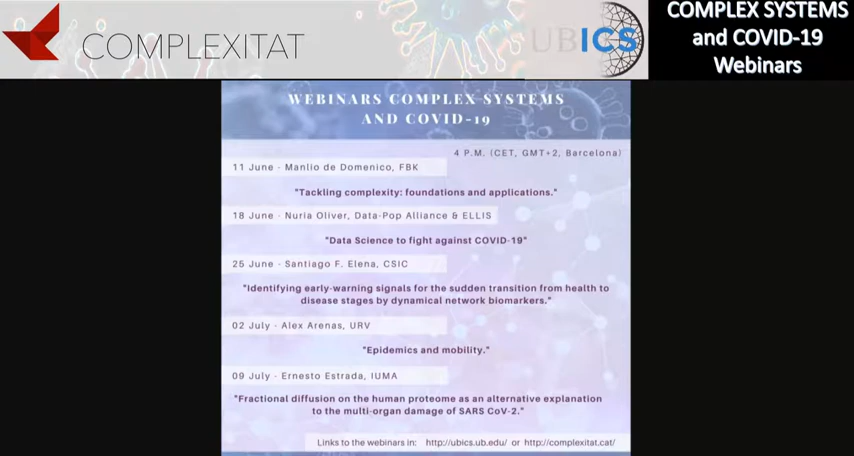 COMPLEXITAT
UBICS
COMPLEX SYSTEMS
and COVID-19
Webinars
WEBINARS COMPLEX SYSTEMS
AND COVID-19
4 P.M. (CET, GMT+2, Barcelona)
11 June - Manlio de Domenico, FBK
"Tackling complexity: foundations and applications."
18 June - Nuria Oliver, Data-Pop Alliance & ELLIS
"Data Science to fight against COVID-19"
25 June - Santiago F. Elena, CSIC
"Identifying early-warning signals for the sudden transition from health to
disease stages by dynamical network biomarkers."
02 July - Alex Arenas, URV
"Epidemics and mobility."
09 July - Ernesto Estrada, IUMA
"Fractional diffusion on the human proteome as an alternative explanation
to the multi-organ damage of SARS CoV-2."
Links to the webinars in: http://ubics.ub.edu/ or http://complexitat.cat/